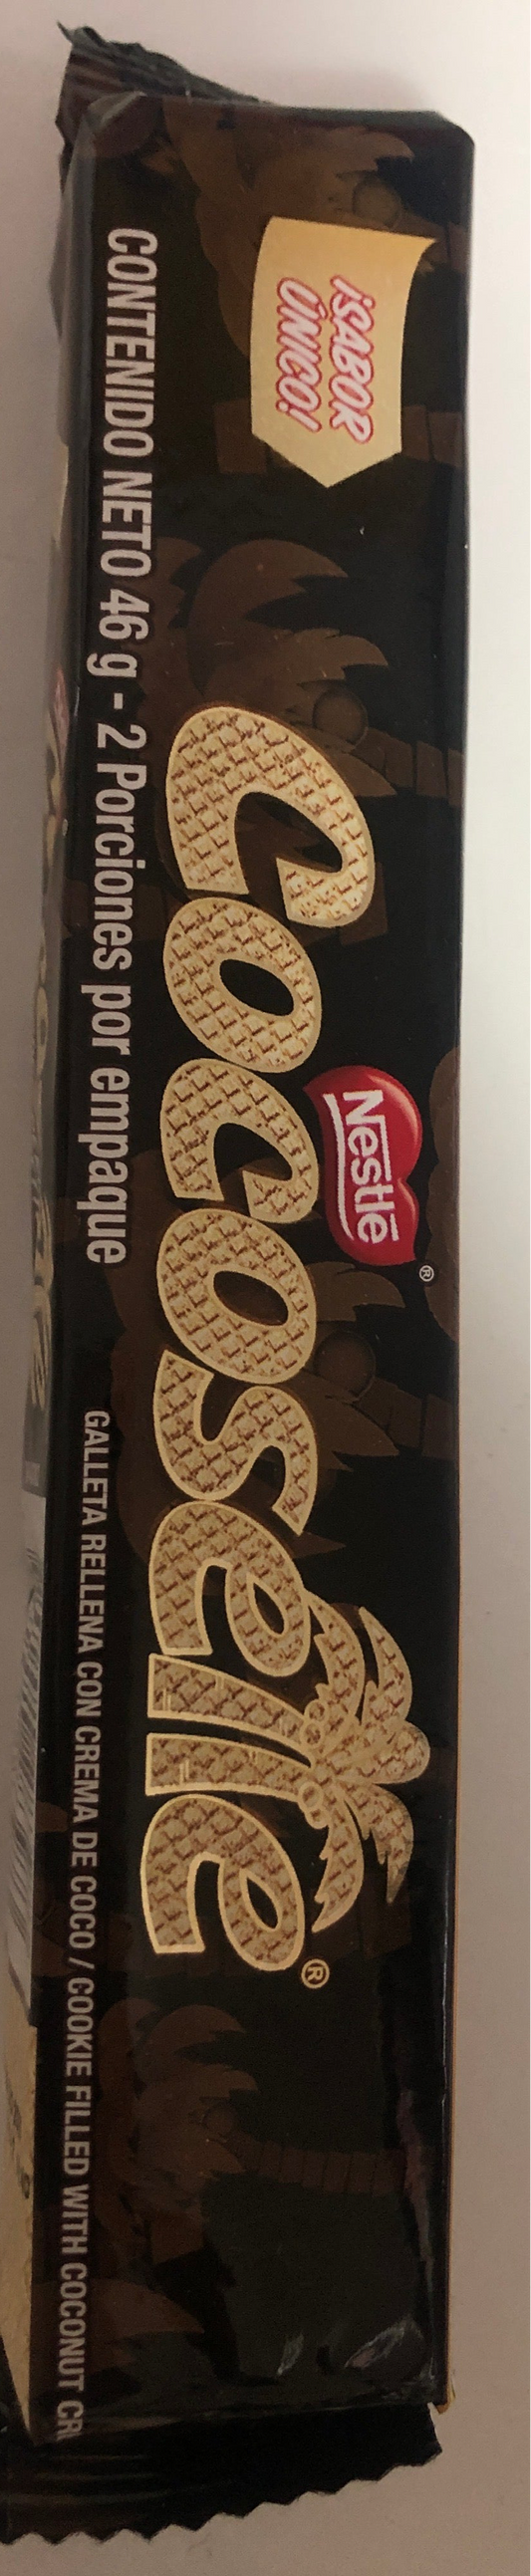 ¡SABOR
ÚNICO!
Nestlé®
Cocosette®
CONTENIDO NETO 46 g - 2 Porciones por empaque
GALLETA RELLENA CON CREMA DE COCO / COOKIE FILLED WITH COCONUT CR